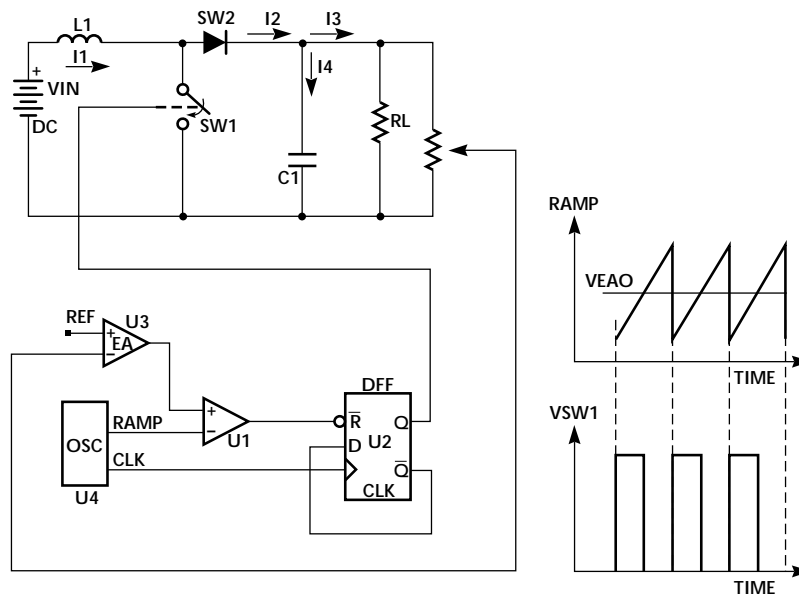 SW2
I2
I3
L1
I1
I4
+
VIN
DC
SW1
RL
C1
REF
U3
+
EA
−
DFF
RAMP
OSC
CLK
U4
+
−
U1
R
D
U2
Q
Q
CLK
RAMP
VEAO
TIME
VSW1
TIME